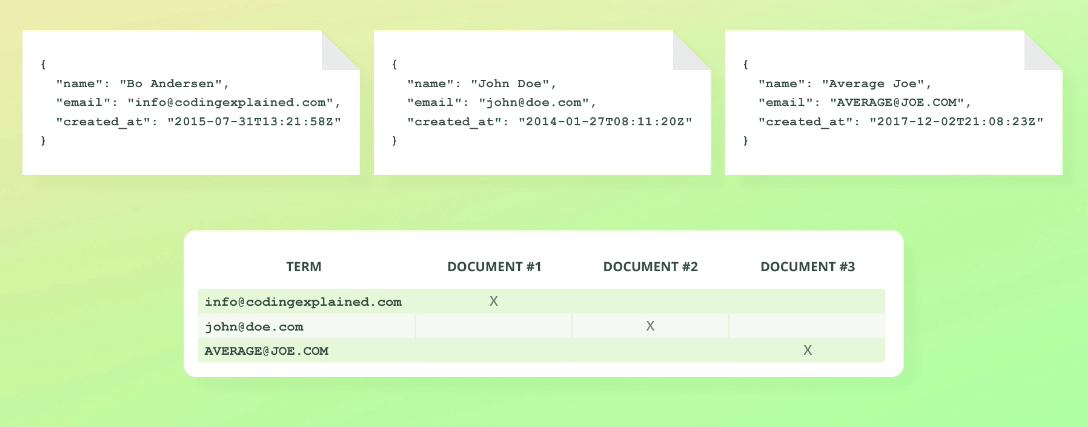 {
"name": "Bo Andersen",
"email": "info@codingexplained.com",
"created_at": "2015-07-31T13:21:58Z"
}
{
"name": "John Doe",
"email": "john@doe.com",
"created_at": "2014-01-27T08:11:20Z"
}
{
"name": "Average Joe",
"email": "AVERAGE@JOE.COM",
"created_at": "2017-12-02T21:08:23Z"
}
TERM DOCUMENT #1 DOCUMENT #2 DOCUMENT #3
info@codingexplained.com X
john@doe.com X
AVERAGE@JOE.COM X